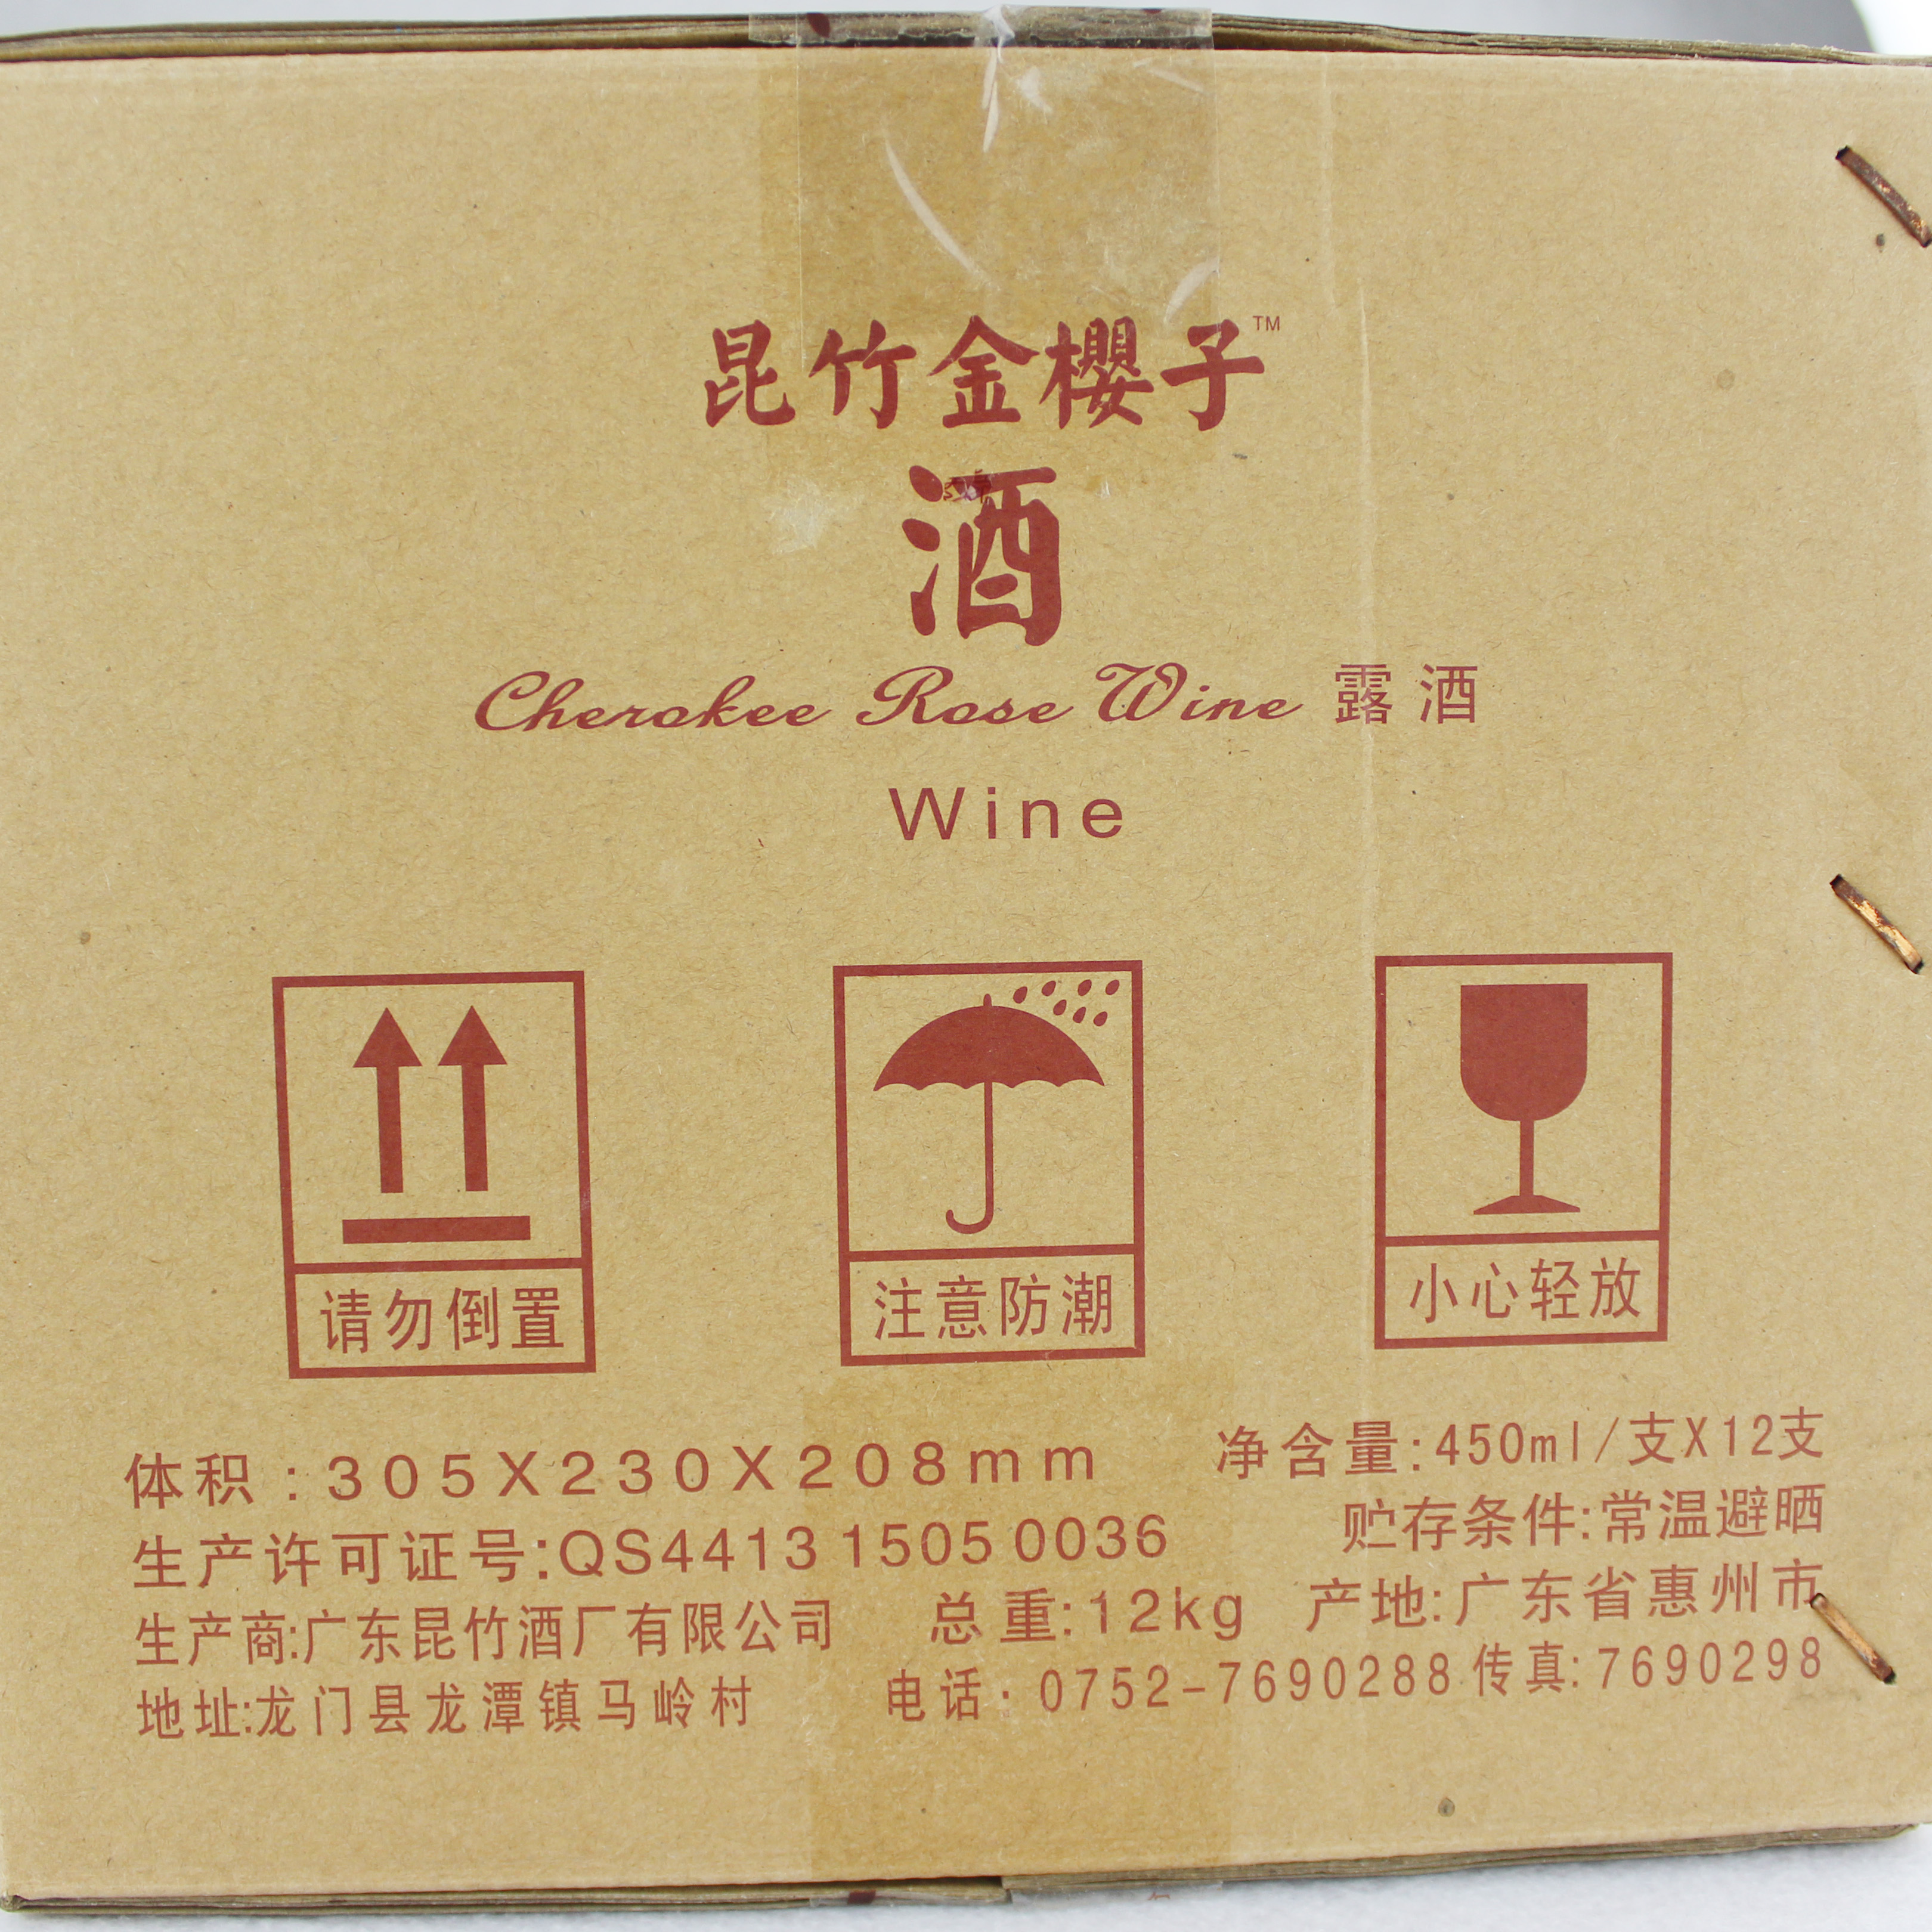 昆竹金櫻子™
酒
Cherokee Rose Wine 露酒
Wine
请勿倒置 注意防潮 小心轻放
体积：305X230X208mm 净含量:450ml/支X12支
生产许可证号:QS4413 1505 0036 贮存条件:常温避晒
生产商:广东昆竹酒厂有限公司 总重:12kg 产地:广东省惠州市
地址:龙门县龙潭镇马岭村 电话：0752-7690288 传真:7690298